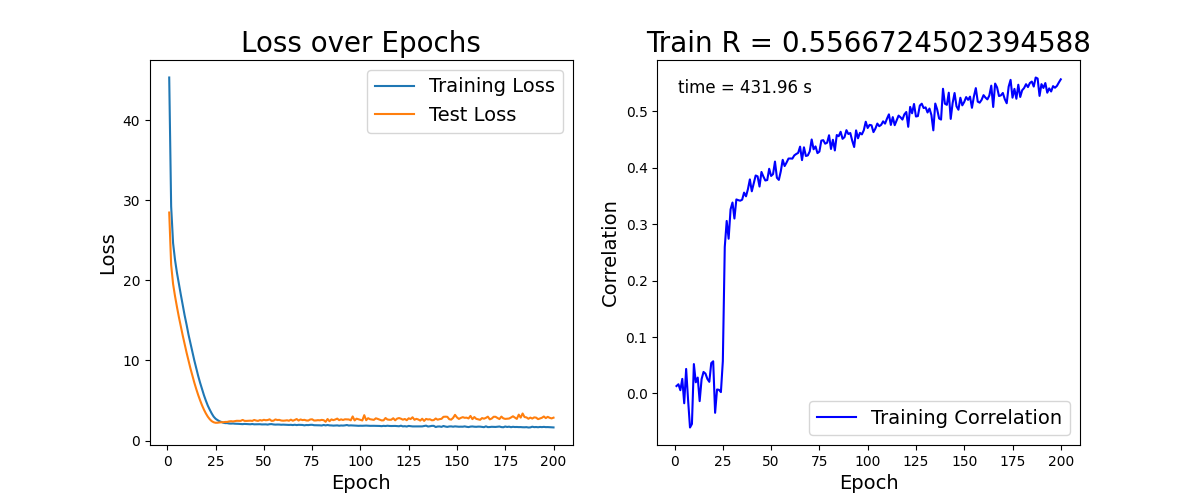 Loss over Epochs
Training Loss
Test Loss
40
30
20
10
0
Loss
0 25 50 75 100 125 150 175 200
Epoch
Train R = 0.5566724502394588
time = 431.96 s
0.5
0.4
0.3
0.2
0.1
0.0
Correlation
Training Correlation
0 25 50 75 100 125 150 175 200
Epoch